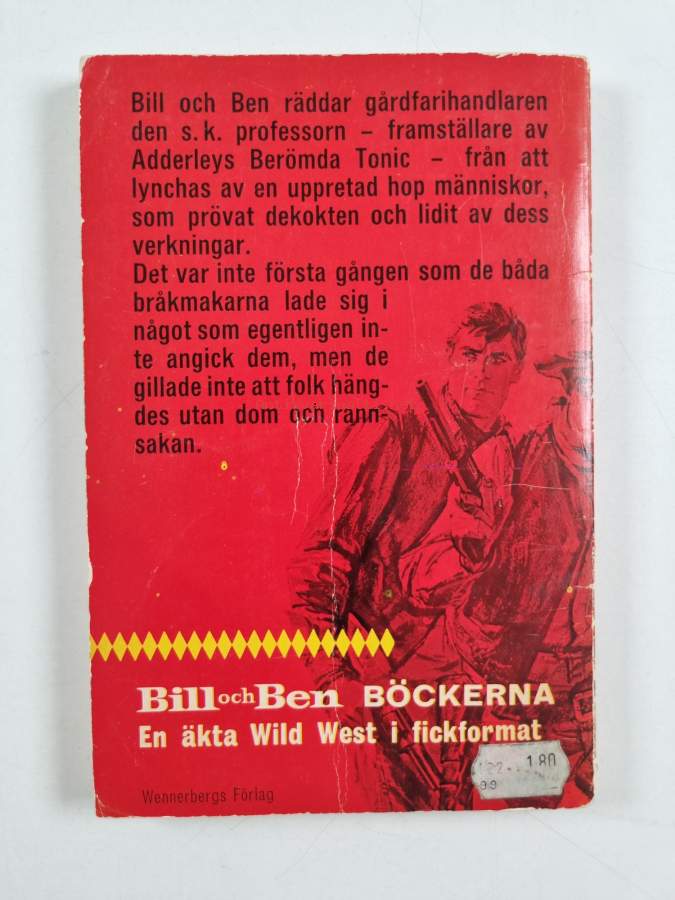 Bill och Ben räddar gårdfarihandlaren
den s.k. professorn – framställare av
Adderleys Berömda Tonic – från att
lynchas av en uppretad hop människor,
som prövat dekokten och lidit av dess
verkningar.
Det var inte första gången som de båda
bråkmakarna lade sig i
något som egentligen in-
te angick dem, men de
gillade inte att folk häng-
des utan dom och rann-
sakan.
Bill och Ben BÖCKERNA
En äkta Wild West i fickformat
1.80
Wennerbergs Förlag